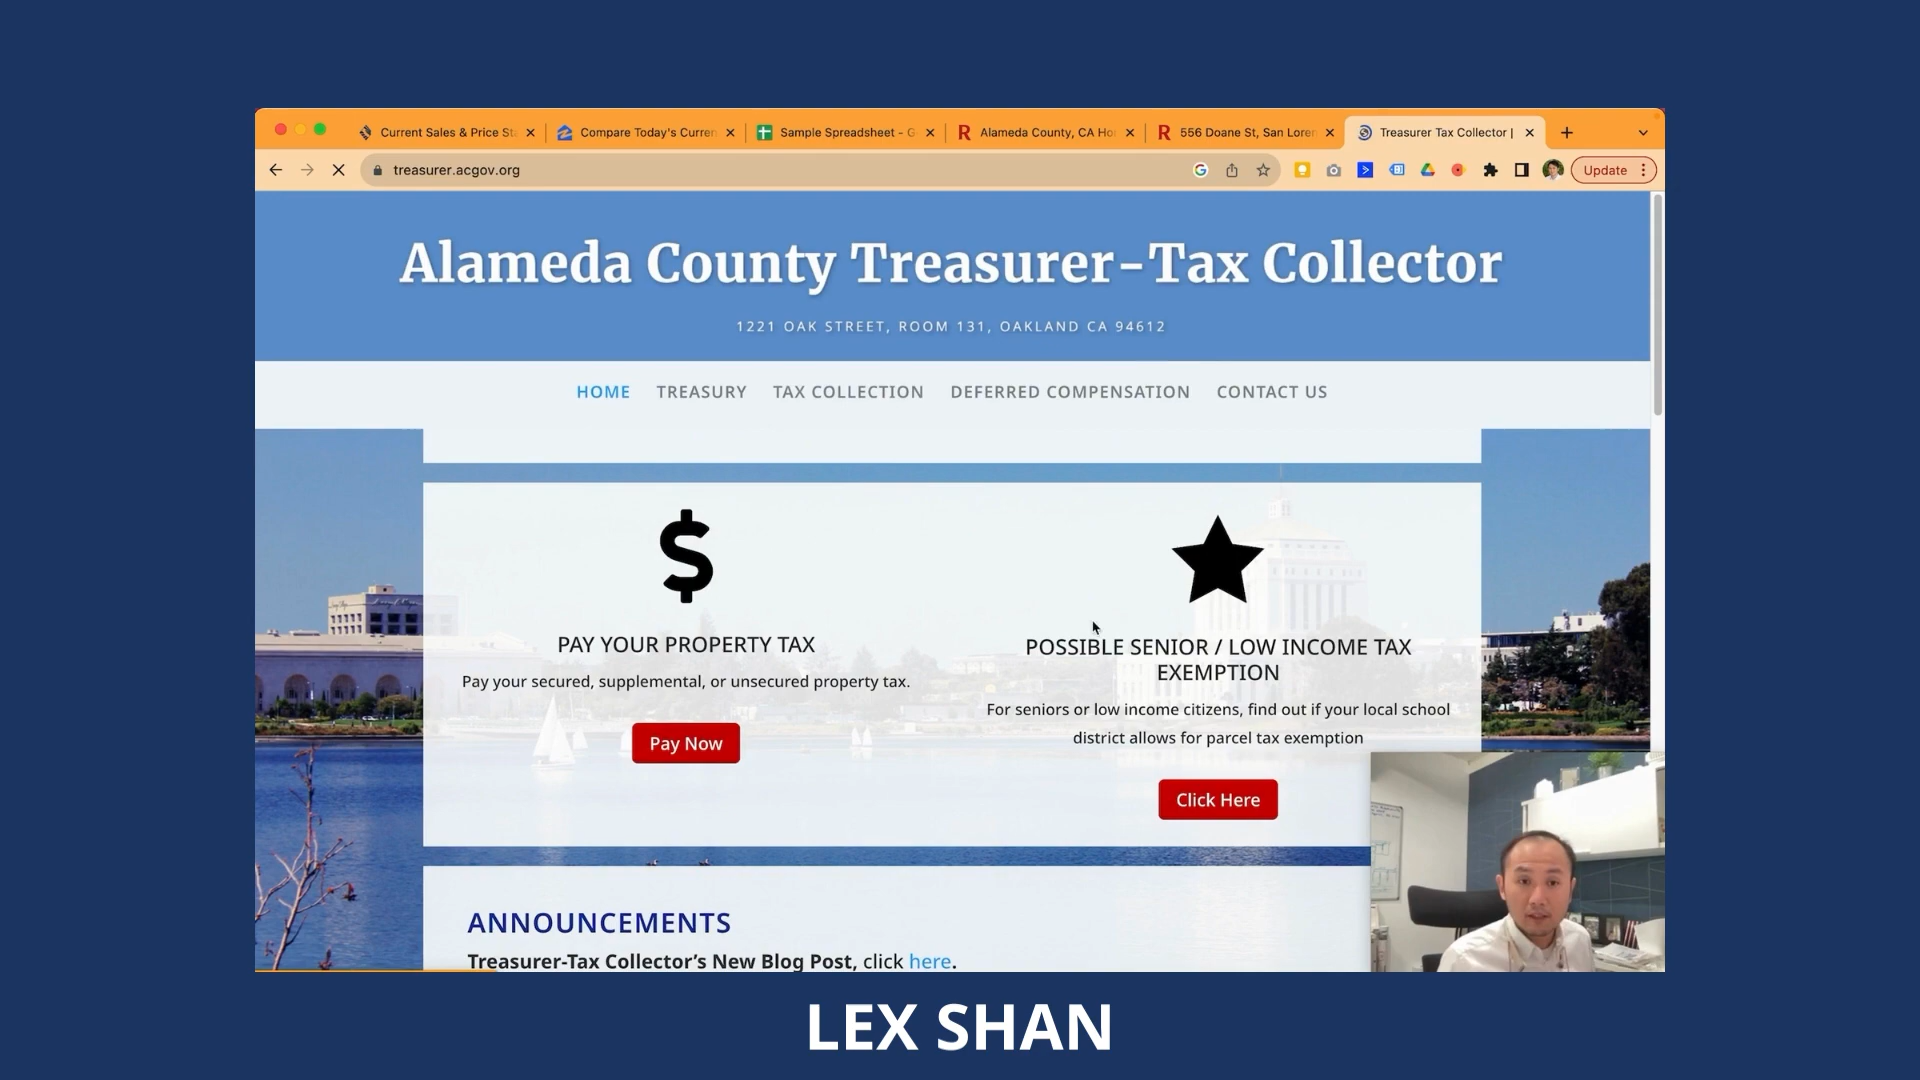 Current Sales & Price Sta
Compare Today's Curren
Sample Spreadsheet - G
Alameda County, CA Ho
556 Doane St, San Loren
Treasurer Tax Collector |
treasurer.acgov.org
Update
Alameda County Treasurer-Tax Collector
1221 OAK STREET, ROOM 131, OAKLAND CA 94612
HOME TREASURY TAX COLLECTION DEFERRED COMPENSATION CONTACT US
PAY YOUR PROPERTY TAX
Pay your secured, supplemental, or unsecured property tax.
Pay Now
POSSIBLE SENIOR / LOW INCOME TAX
EXEMPTION
For seniors or low income citizens, find out if your local school
district allows for parcel tax exemption
Click Here
ANNOUNCEMENTS
Treasurer-Tax Collector's New Blog Post, click here.
LEX SHAN